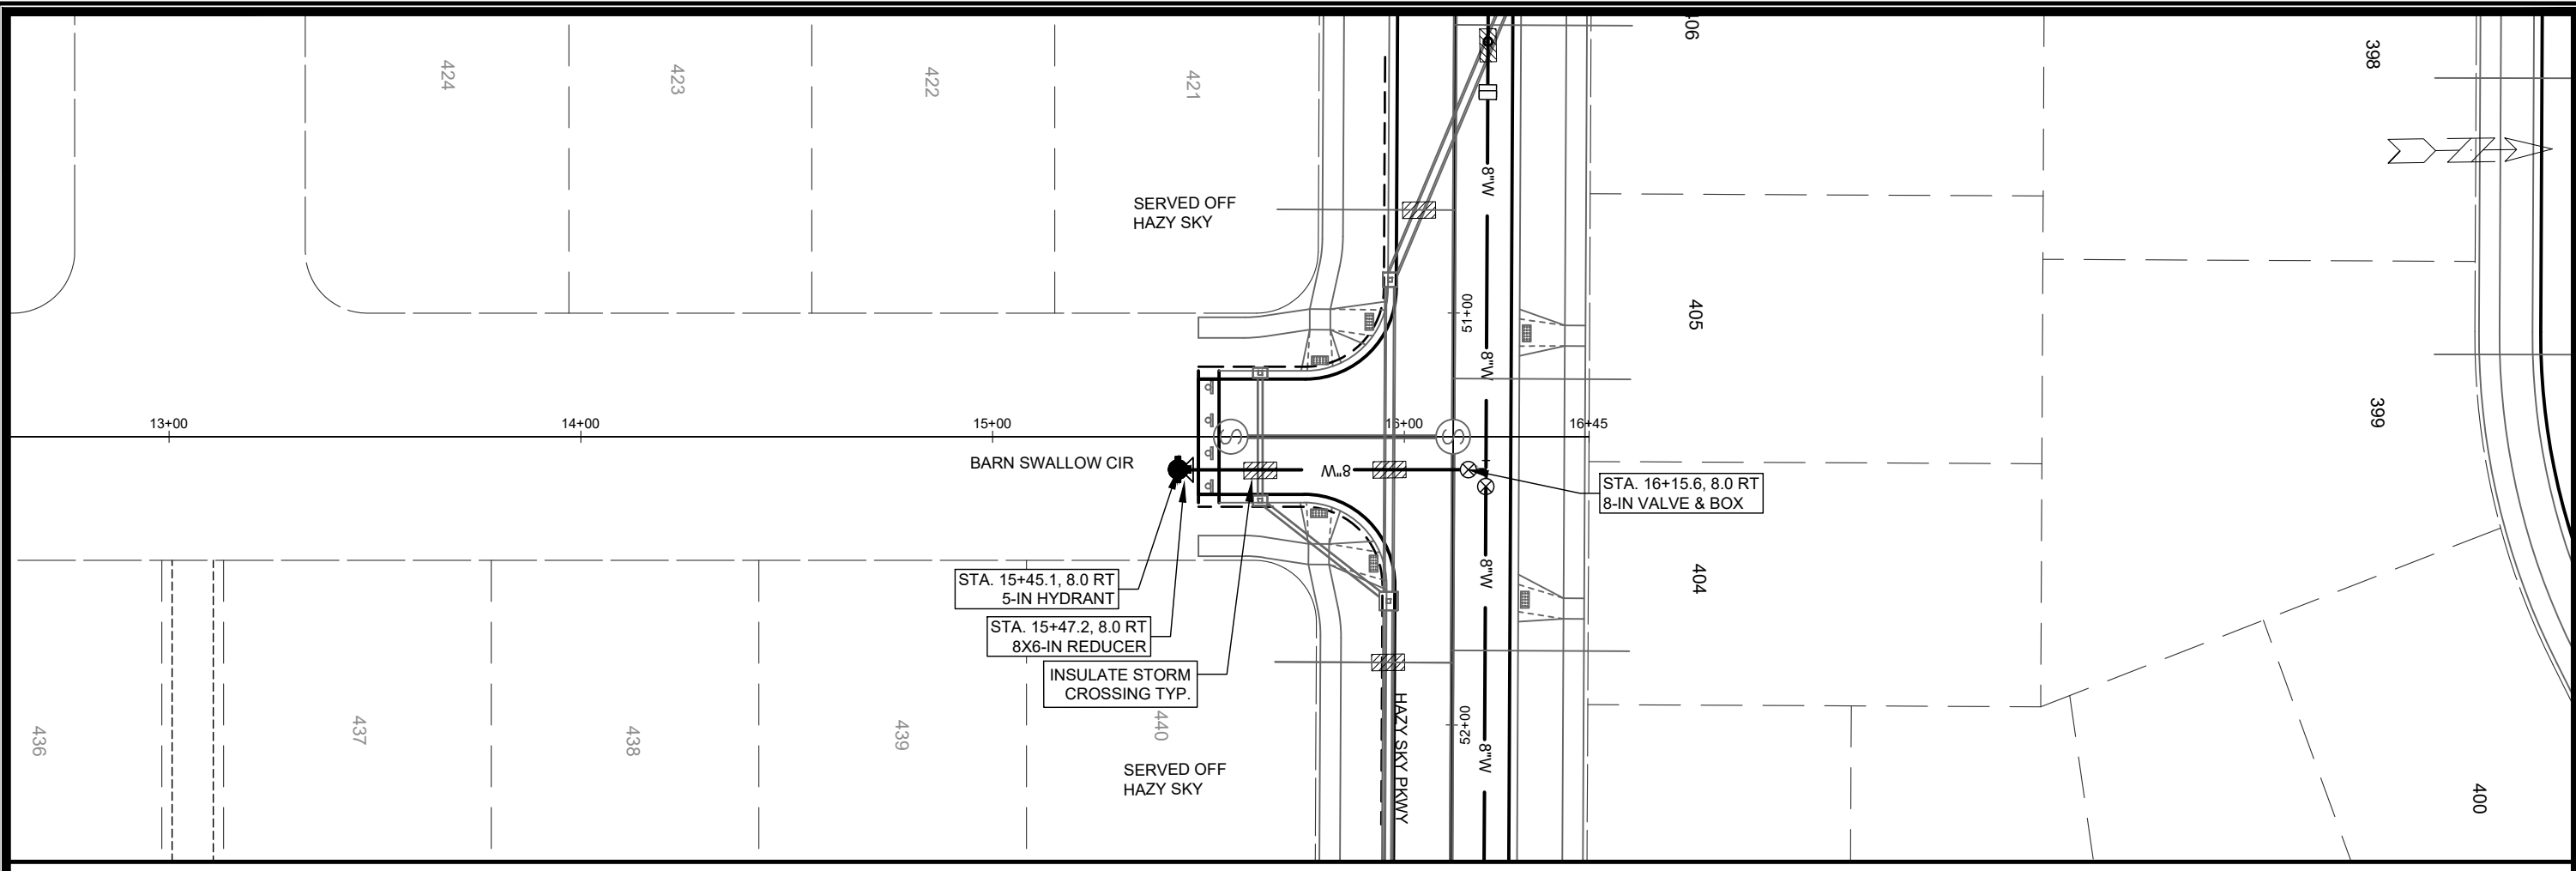 424
423
422
421
406
398
8"W
SERVED OFF
HAZY SKY
51+00
405
8"W
399
13+00
14+00
15+00
16+00
16+45
BARN SWALLOW CIR
S
S
8"W
STA. 16+15.6, 8.0 RT
8-IN VALVE & BOX
STA. 15+45.1, 8.0 RT
5-IN HYDRANT
8"W
404
STA. 15+47.2, 8.0 RT
8X6-IN REDUCER
INSULATE STORM
CROSSING TYP.
436
437
438
439
440
HAZY SKY PKWY
52+00
8"W
SERVED OFF
HAZY SKY
400
N